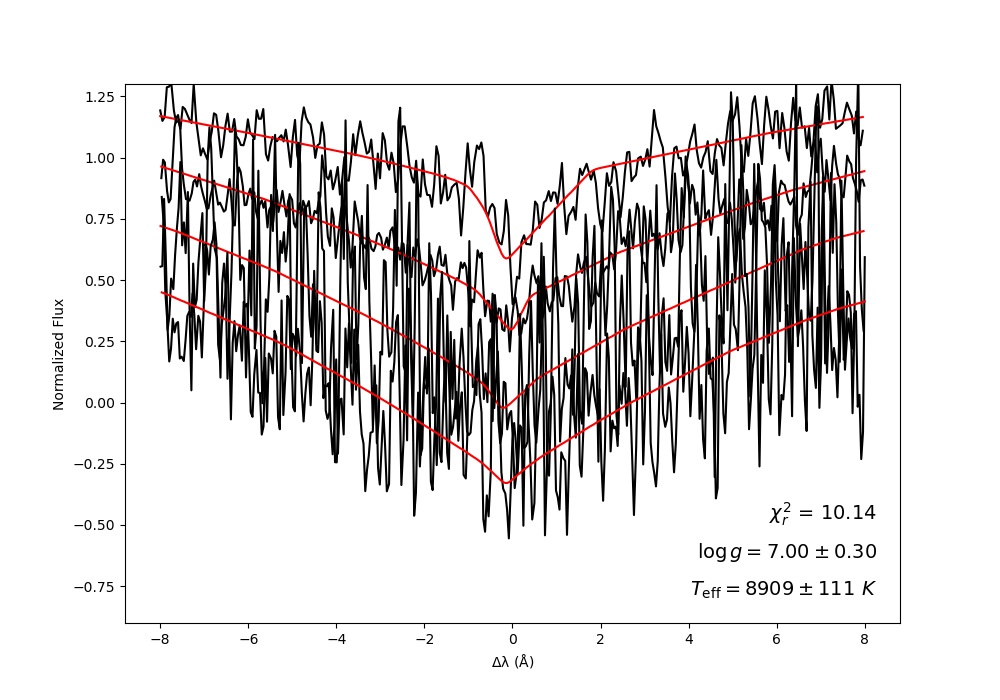 1.25
1.00
0.75
0.50
0.25
0.00
−0.25
−0.50
−0.75
Normalized Flux
χ²ᵣ = 10.14
log g = 7.00 ± 0.30
T_eff = 8909 ± 111 K
−8 −6 −4 −2 0 2 4 6 8
Δλ (Å)